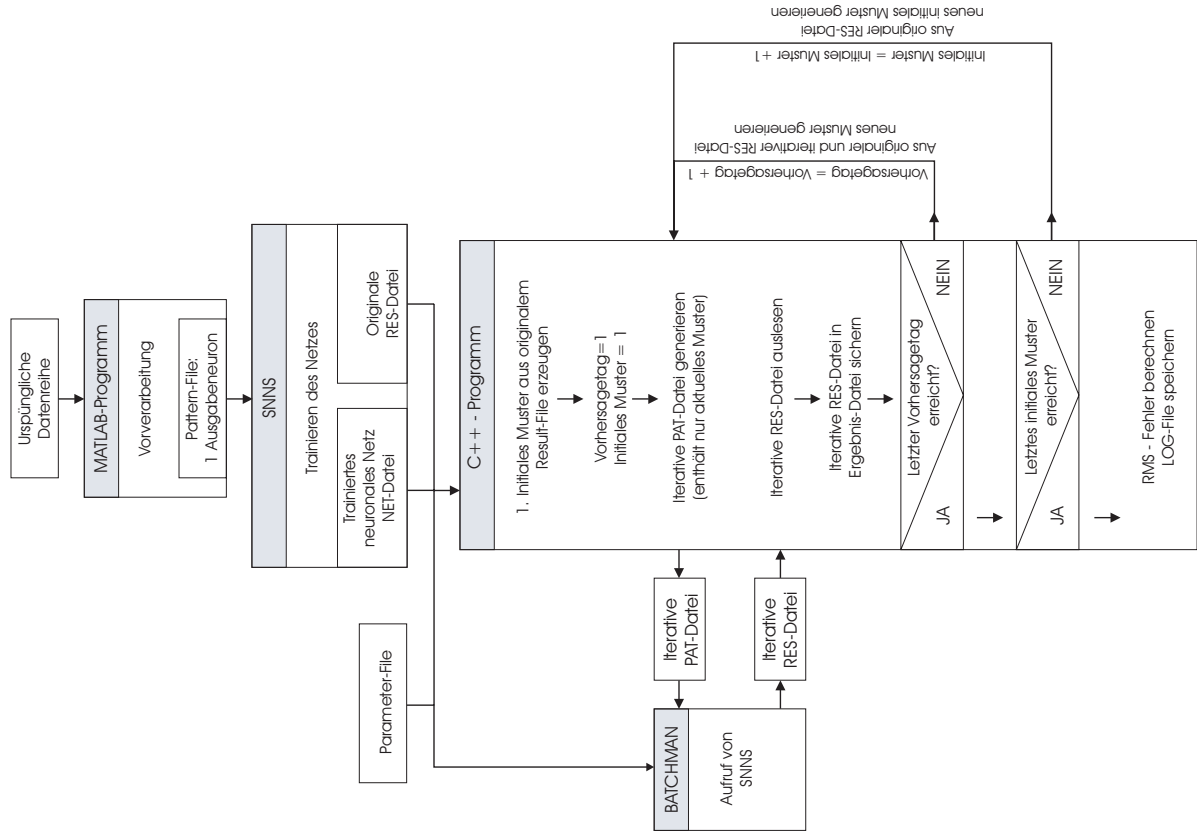 Urspüngliche
Datenreihe
MATLAB-Programm
Vorverarbeitung
Pattern-File:
1 Ausgabeneuron
SNNS
Trainieren des Netzes
Trainiertes
neuronales Netz
NET-Datei
Originale
RES-Datei
Parameter-File
C++ - Programm
1. Initiales Muster aus originalem
Result-File erzeugen
Vorhersagetag=1
Initiales Muster = 1
Iterative PAT-Datei generieren
(enthält nur aktuelles Muster)
Iterative RES-Datei auslesen
Iterative RES-Datei in
Ergebnis-Datei sichern
Letzter Vorhersagetag
erreicht?
JA
NEIN
Letztes initiales Muster
erreicht?
JA
NEIN
RMS - Fehler berechnen
LOG-File speichern
Iterative
PAT-Datei
Iterative
RES-Datei
BATCHMAN
Aufruf von
SNNS
Vorhersagetag = Vorhersagetag + 1
Aus originaler und iterativer RES-Datei
neues Muster generieren
Initiales Muster = Initiales Muster +1
Aus originaler RES-Datei
neues initiales Muster generieren